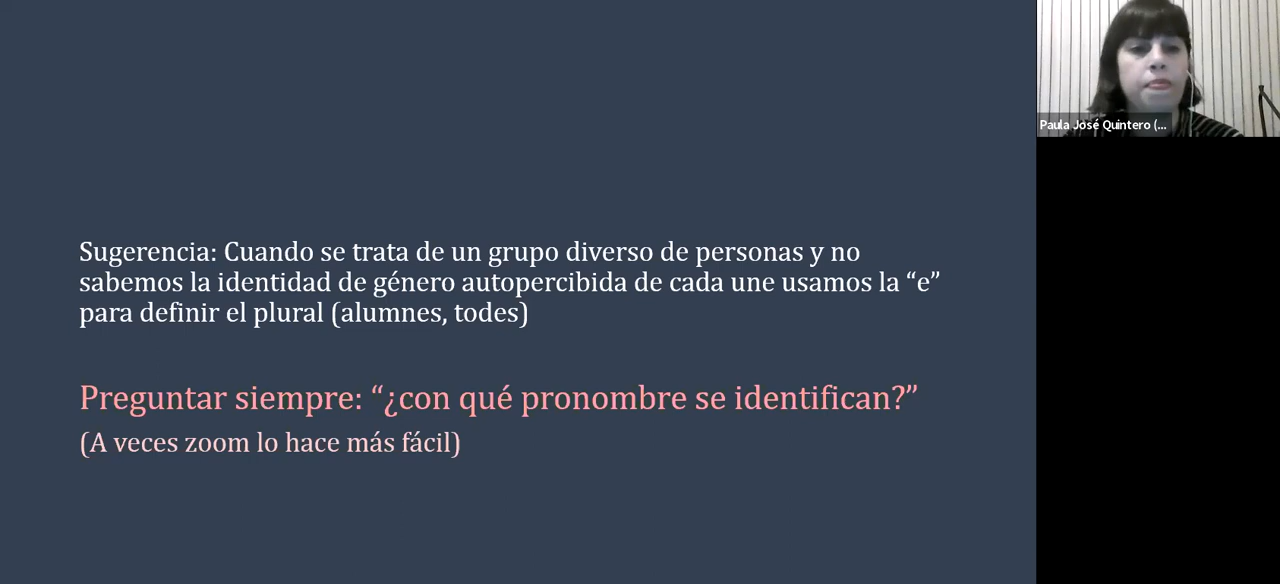 Sugerencia: Cuando se trata de un grupo diverso de personas y no
sabemos la identidad de género autopercibida de cada une usamos la “e”
para definir el plural (alumnes, todes)
Preguntar siempre: “¿con qué pronombre se identifican?”
(A veces zoom lo hace más fácil)
Paula José Quintero (...